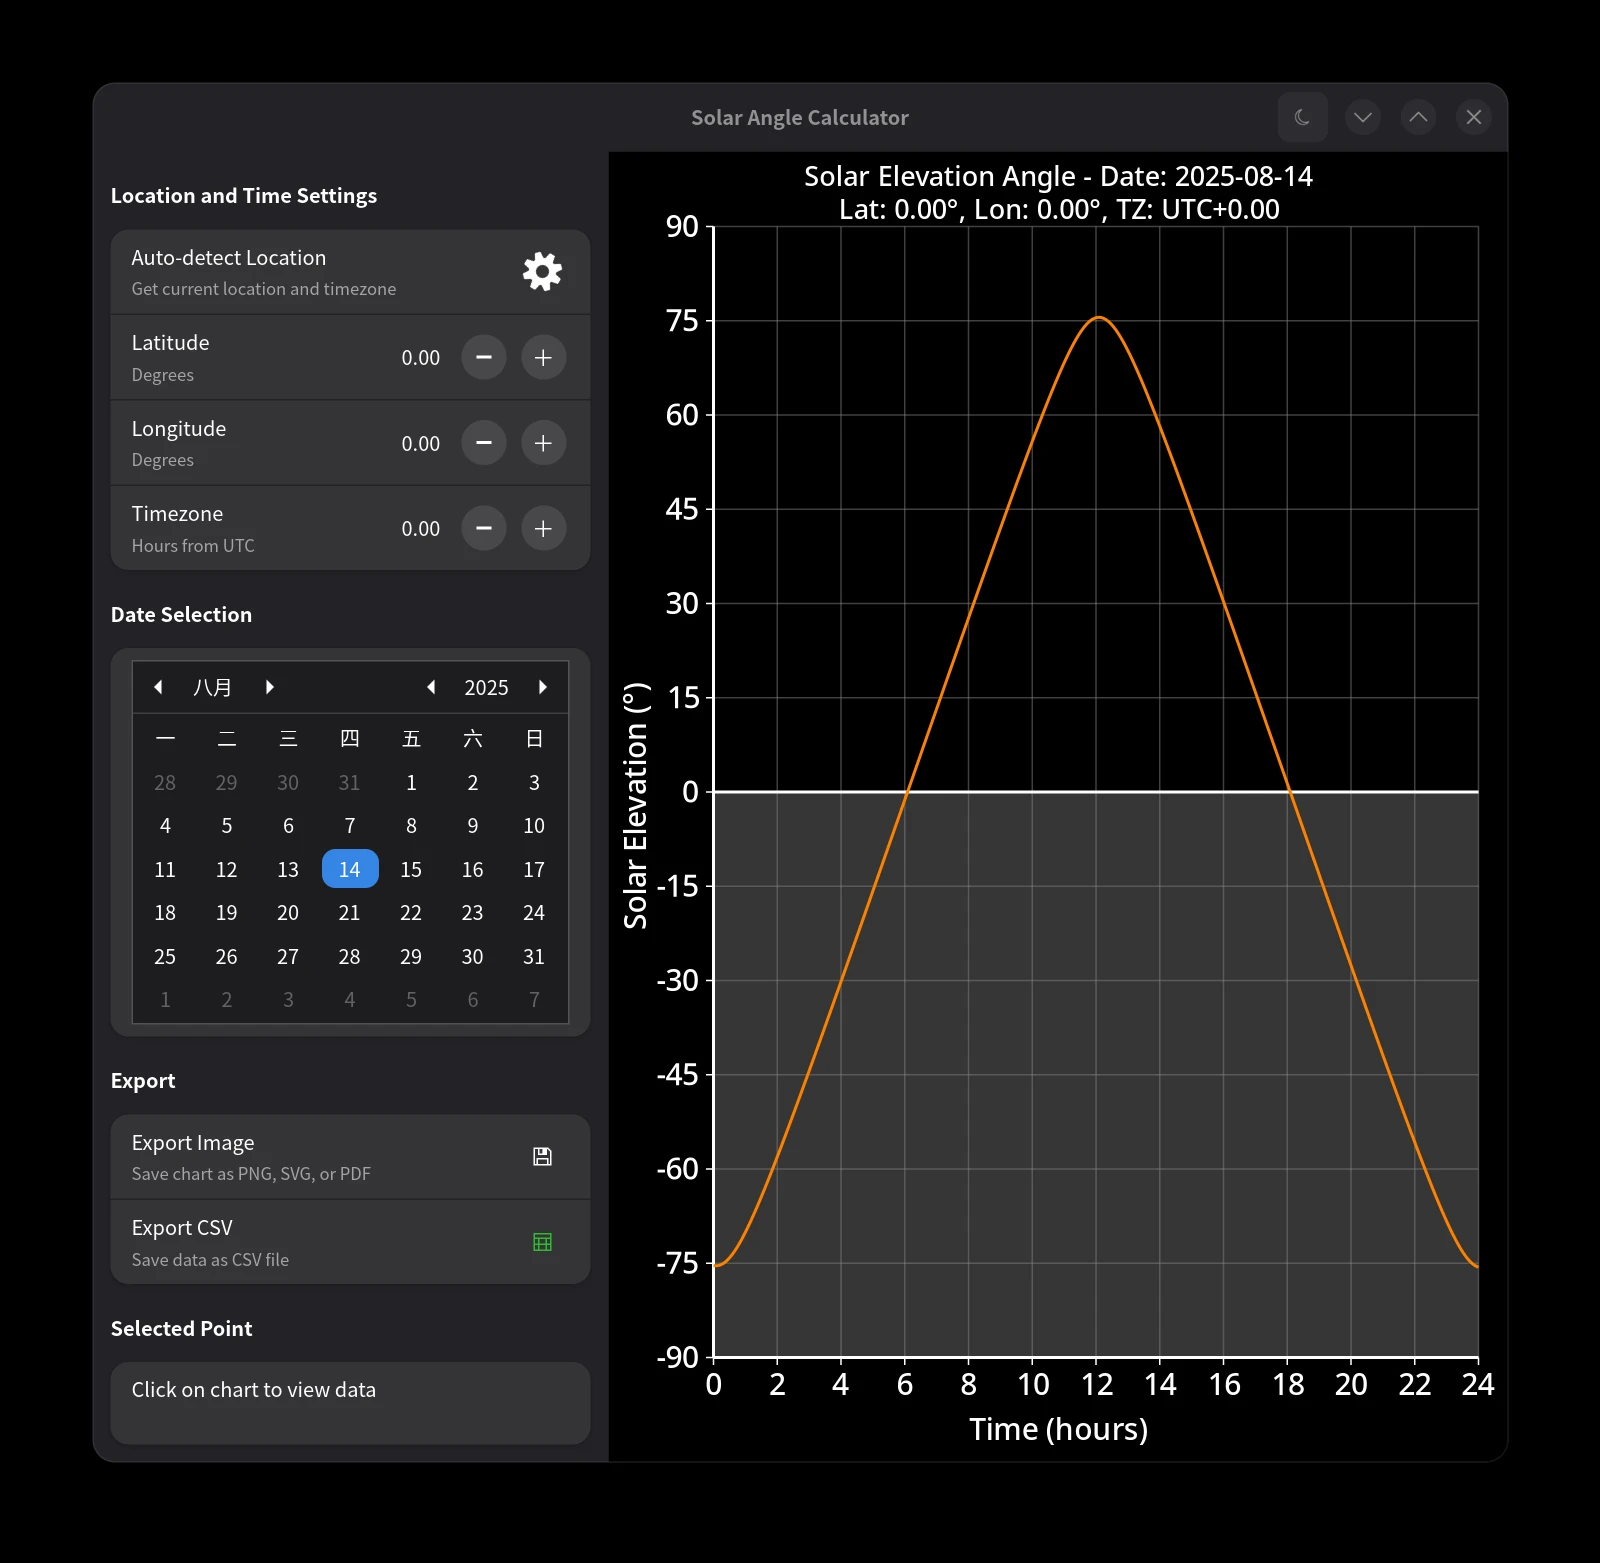 Solar Angle Calculator
Location and Time Settings
Auto-detect Location
Get current location and timezone
Latitude
Degrees
0.00
Longitude
Degrees
0.00
Timezone
Hours from UTC
0.00
Date Selection
八月 2025
一 二 三 四 五 六 日
28 29 30 31 1 2 3
4 5 6 7 8 9 10
11 12 13 14 15 16 17
18 19 20 21 22 23 24
25 26 27 28 29 30 31
1 2 3 4 5 6 7
Export
Export Image
Save chart as PNG, SVG, or PDF
Export CSV
Save data as CSV file
Selected Point
Click on chart to view data
Solar Elevation Angle - Date: 2025-08-14
Lat: 0.00°, Lon: 0.00°, TZ: UTC+0.00
Solar Elevation (°)
90
75
60
45
30
15
0
-15
-30
-45
-60
-75
-90
0 2 4 6 8 10 12 14 16 18 20 22 24
Time (hours)